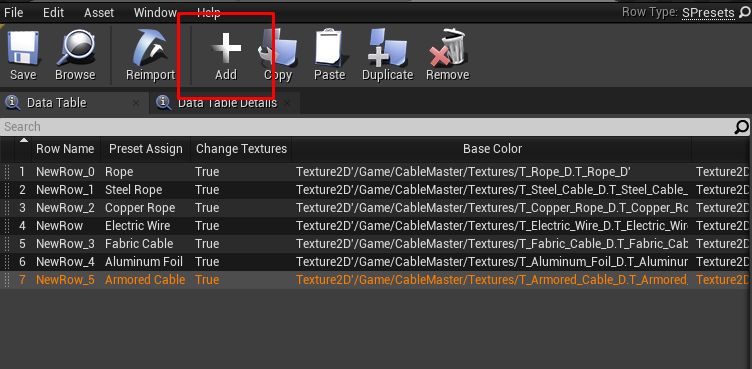 File Edit Asset Window Help Row Type: SPresets
Save Browse Reimport Add Copy Paste Duplicate Remove
Data Table Data Table Details
Search
Row Name Preset Assign Change Textures Base Color
1 NewRow_0 Rope True Texture2D'/Game/CableMaster/Textures/T_Rope_D.T_Rope_D' Texture2D
2 NewRow_1 Steel Rope True Texture2D'/Game/CableMaster/Textures/T_Steel_Cable_D.T_Steel_Cable_ Texture2D
3 NewRow_2 Copper Rope True Texture2D'/Game/CableMaster/Textures/T_Copper_Rope_D.T_Copper_Ro Texture2D
4 NewRow Electric Wire True Texture2D'/Game/CableMaster/Textures/T_Electric_Wire_D.T_Electric_Wire Texture2D
5 NewRow_3 Fabric Cable True Texture2D'/Game/CableMaster/Textures/T_Fabric_Cable_D.T_Fabric_Cab Texture2D
6 NewRow_4 Aluminum Foil True Texture2D'/Game/CableMaster/Textures/T_Aluminum_Foil_D.T_Aluminum Texture2D
7 NewRow_5 Armored Cable True Texture2D'/Game/CableMaster/Textures/T_Armored_Cable_D.T_Armored_ Texture2D